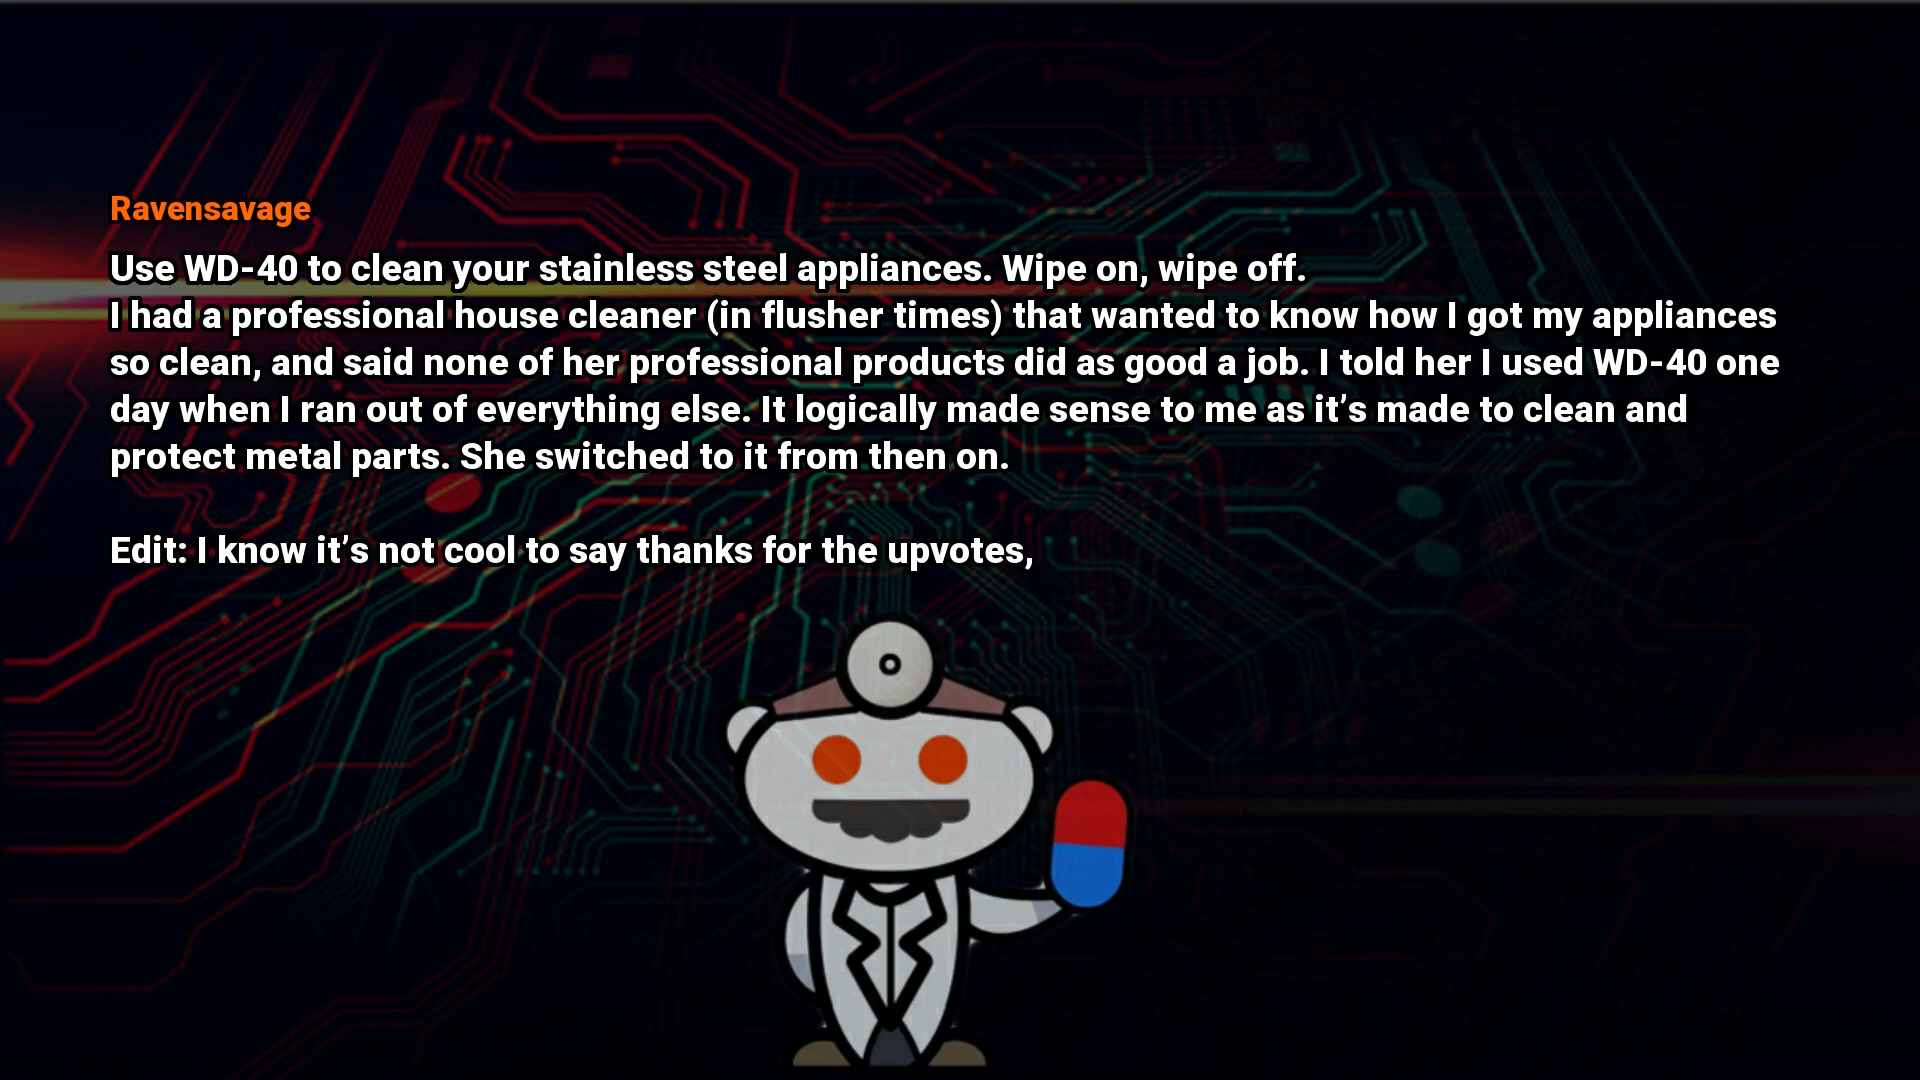 Ravensavage
Use WD-40 to clean your stainless steel appliances. Wipe on, wipe off.
I had a professional house cleaner (in flusher times) that wanted to know how I got my appliances
so clean, and said none of her professional products did as good a job. I told her I used WD-40 one
day when I ran out of everything else. It logically made sense to me as it’s made to clean and
protect metal parts. She switched to it from then on.
Edit: I know it’s not cool to say thanks for the upvotes,